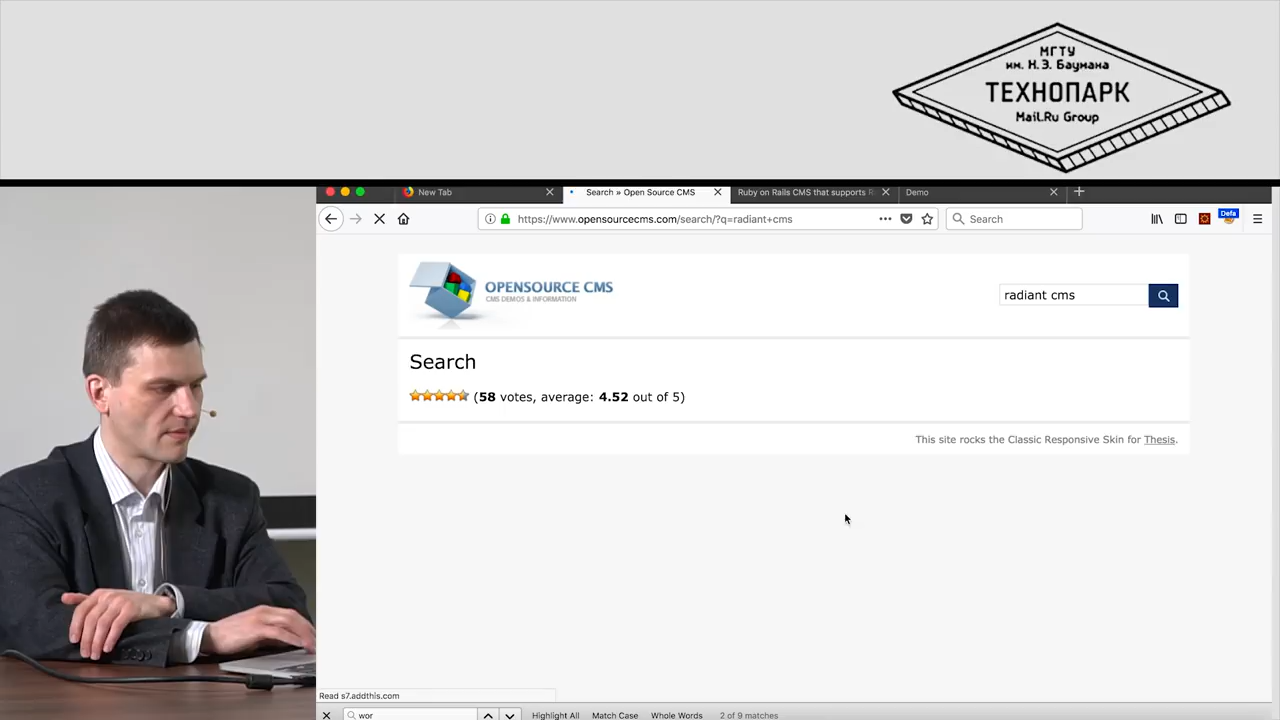 МГТУ
им. Н.Э. Баумана
ТЕХНОПАРК
Mail.Ru Group
New Tab
Search » Open Source CMS
Ruby on Rails CMS that supports R
Demo
https://www.opensourcecms.com/search/?q=radiant+cms
Search
Defa
OPENSOURCE CMS
CMS DEMOS & INFORMATION
radiant cms
Search
(58 votes, average: 4.52 out of 5)
This site rocks the Classic Responsive Skin for Thesis.
Read s7.addthis.com
wor
Highlight All
Match Case
Whole Words
2 of 9 matches